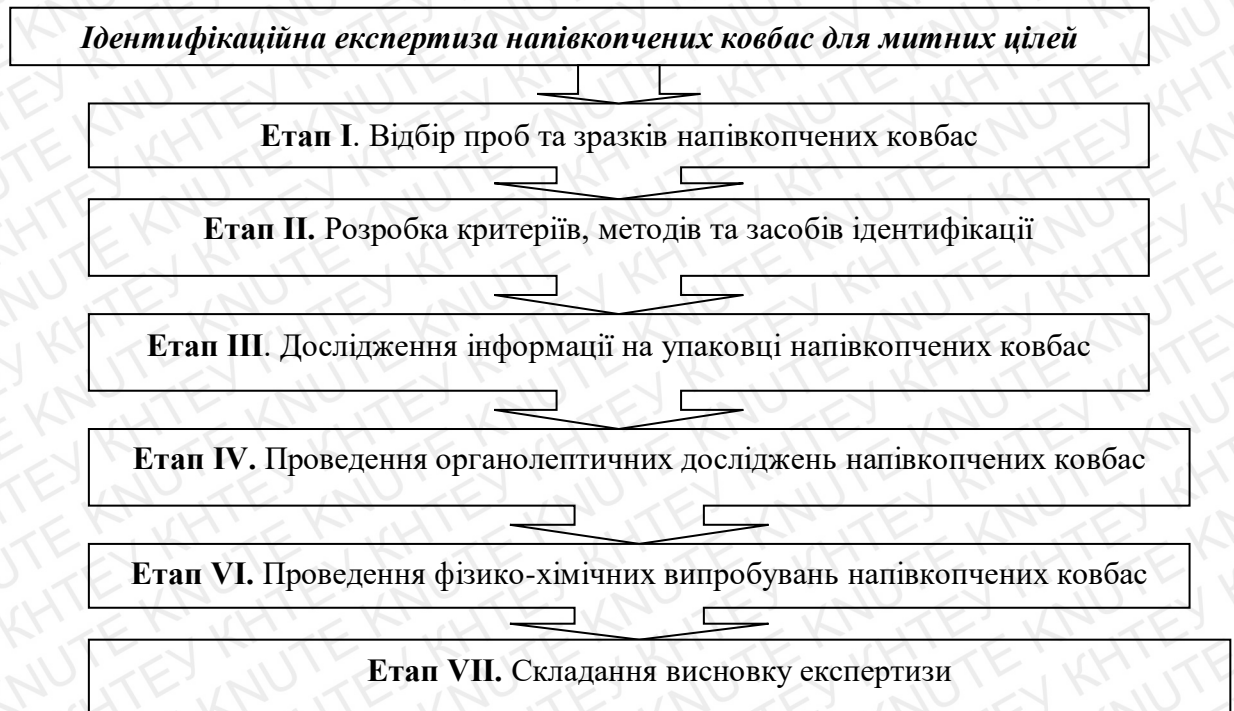 Ідентифікаційна експертиза напівкопчених ковбас для митних цілей
Етап I. Відбір проб та зразків напівкопчених ковбас
Етап II. Розробка критеріїв, методів та засобів ідентифікації
Етап III. Дослідження інформації на упаковці напівкопчених ковбас
Етап IV. Проведення органолептичних досліджень напівкопчених ковбас
Етап VI. Проведення фізико-хімічних випробувань напівкопчених ковбас
Етап VII. Складання висновку експертизи